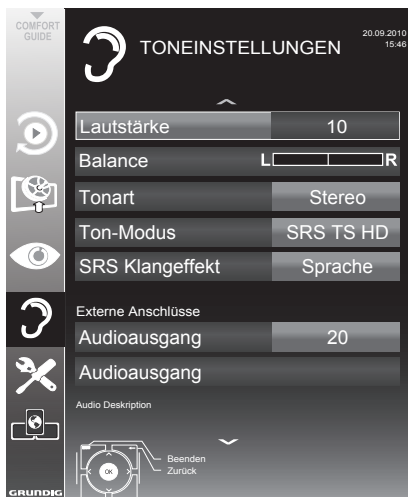 COMFORT
GUIDE
TONEINSTELLUNGEN
20.09.2010
15:46
Lautstärke 10
Balance L R
Tonart Stereo
Ton-Modus SRS TS HD
SRS Klangeffekt Sprache
Externe Anschlüsse
Audioausgang 20
Audioausgang
Audio Deskription
Beenden
Zurück
OK
GRUNDIG